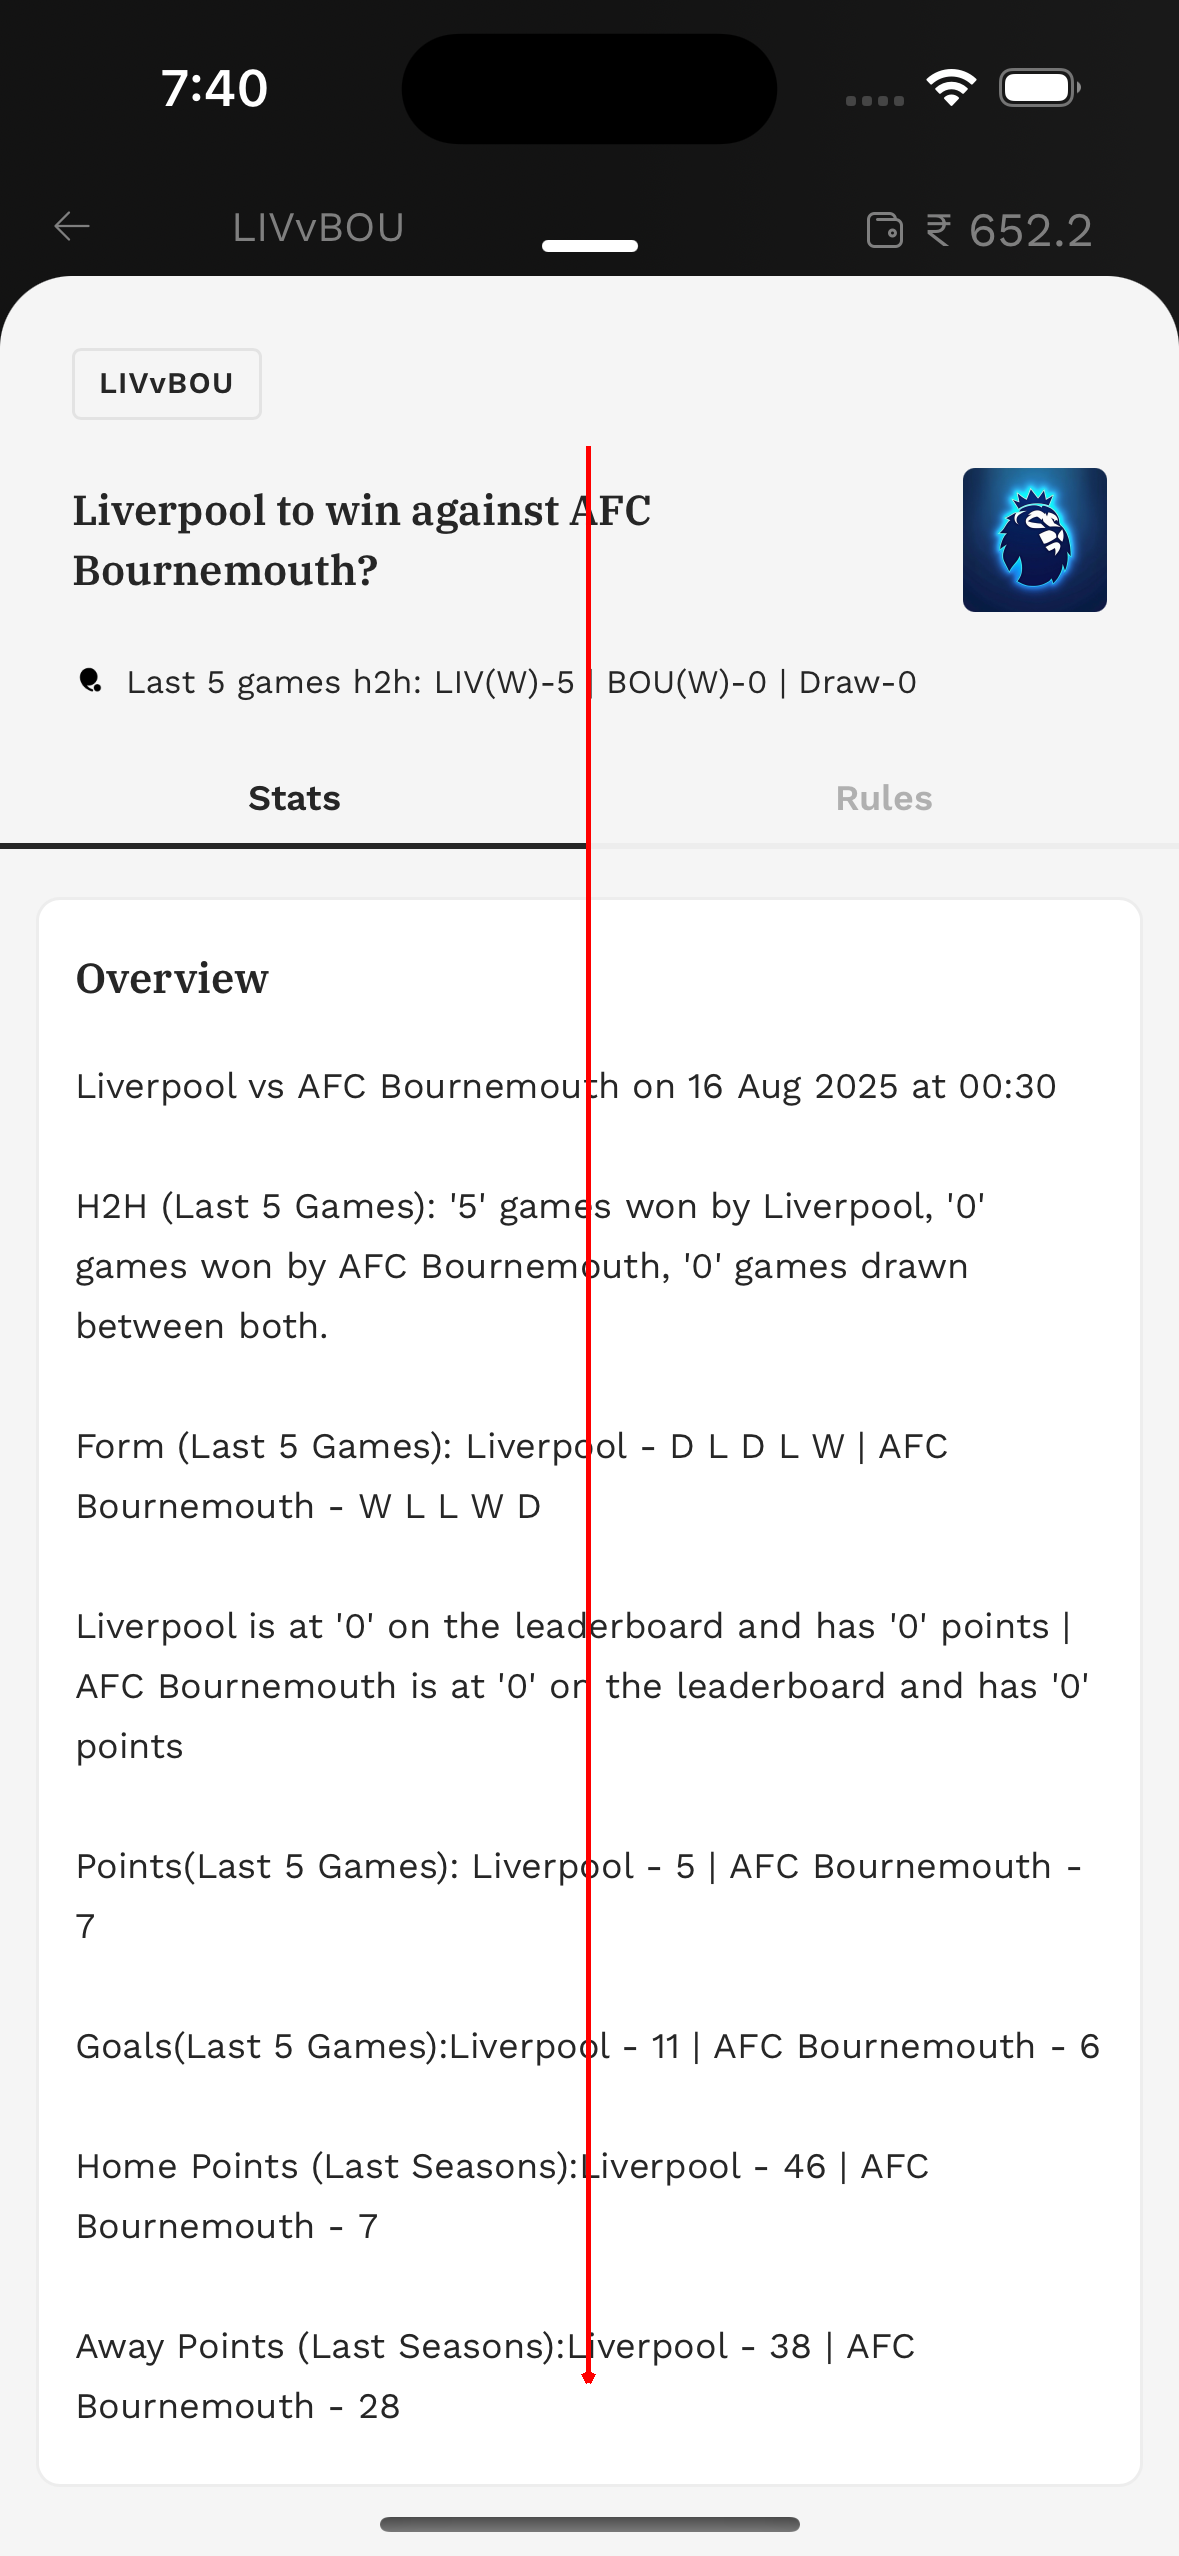 7:40
LIVvBOU
₹ 652.2
LIVvBOU
Liverpool to win against AFC
Bournemouth?
Last 5 games h2h: LIV(W)-5 | BOU(W)-0 | Draw-0
Stats
Rules
Overview
Liverpool vs AFC Bournemouth on 16 Aug 2025 at 00:30
H2H (Last 5 Games): '5' games won by Liverpool, '0'
games won by AFC Bournemouth, '0' games drawn
between both.
Form (Last 5 Games): Liverpool - D L D L W | AFC
Bournemouth - W L L W D
Liverpool is at '0' on the leaderboard and has '0' points |
AFC Bournemouth is at '0' on the leaderboard and has '0'
points
Points(Last 5 Games): Liverpool - 5 | AFC Bournemouth -
7
Goals(Last 5 Games):Liverpool - 11 | AFC Bournemouth - 6
Home Points (Last Seasons):Liverpool - 46 | AFC
Bournemouth - 7
Away Points (Last Seasons):Liverpool - 38 | AFC
Bournemouth - 28